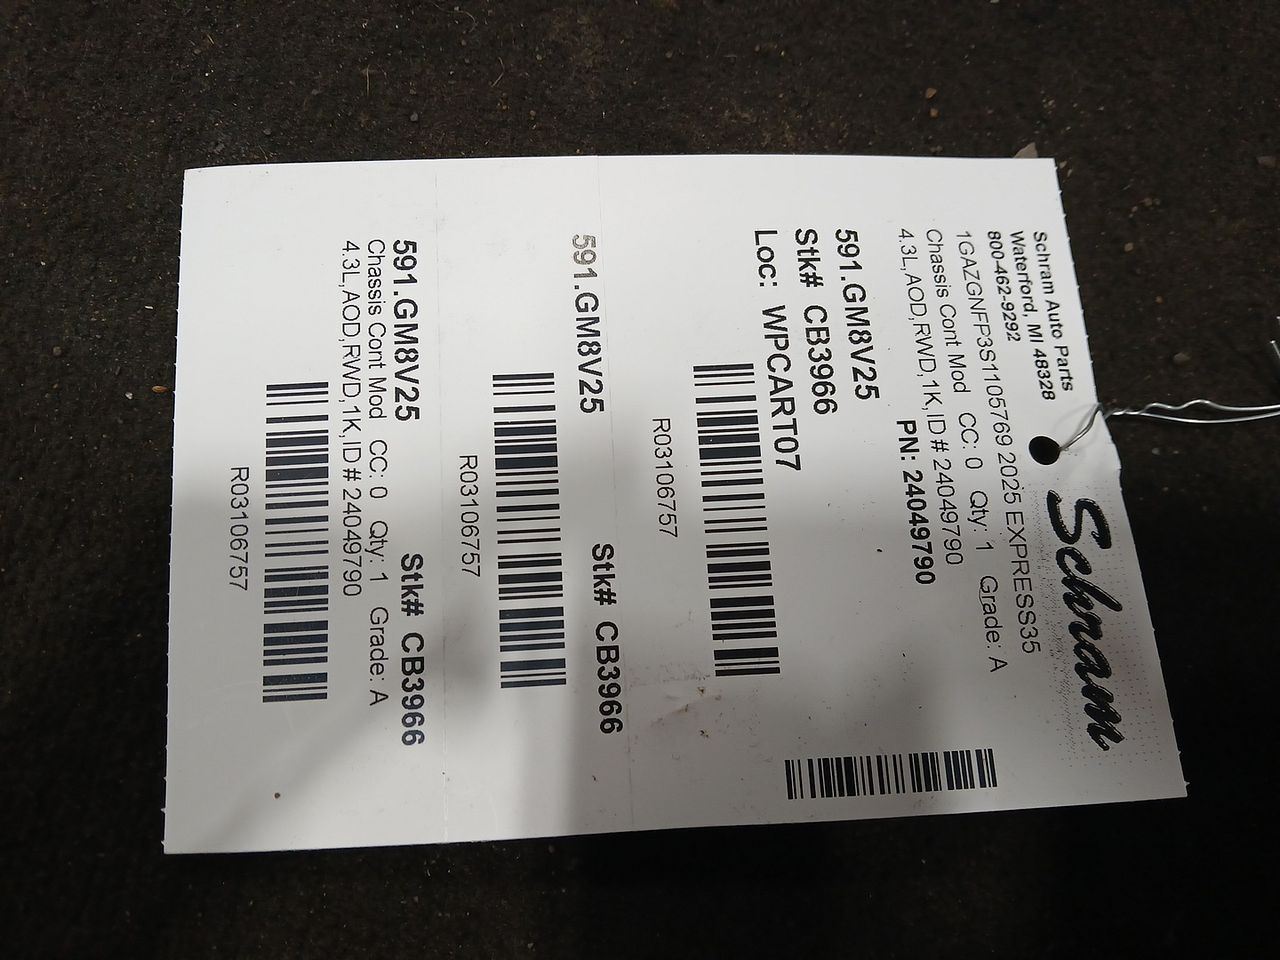 Schram Auto Parts
Waterford, MI 48328
800-462-9292
Schram
1GAZGNFP3S1105769 2025 EXPRESS35
Chassis Cont Mod CC: 0 Qty: 1 Grade: A
4.3L,AOD,RWD,1K,ID# 24049790
PN: 24049790
591.GM8V25
Stk# CB3966
Loc: WPCART07
R03106757
591.GM8V25 Stk# CB3966
R03106757
591.GM8V25 Stk# CB3966
Chassis Cont Mod CC: 0 Qty: 1 Grade: A
4.3L,AOD,RWD,1K,ID# 24049790
R03106757